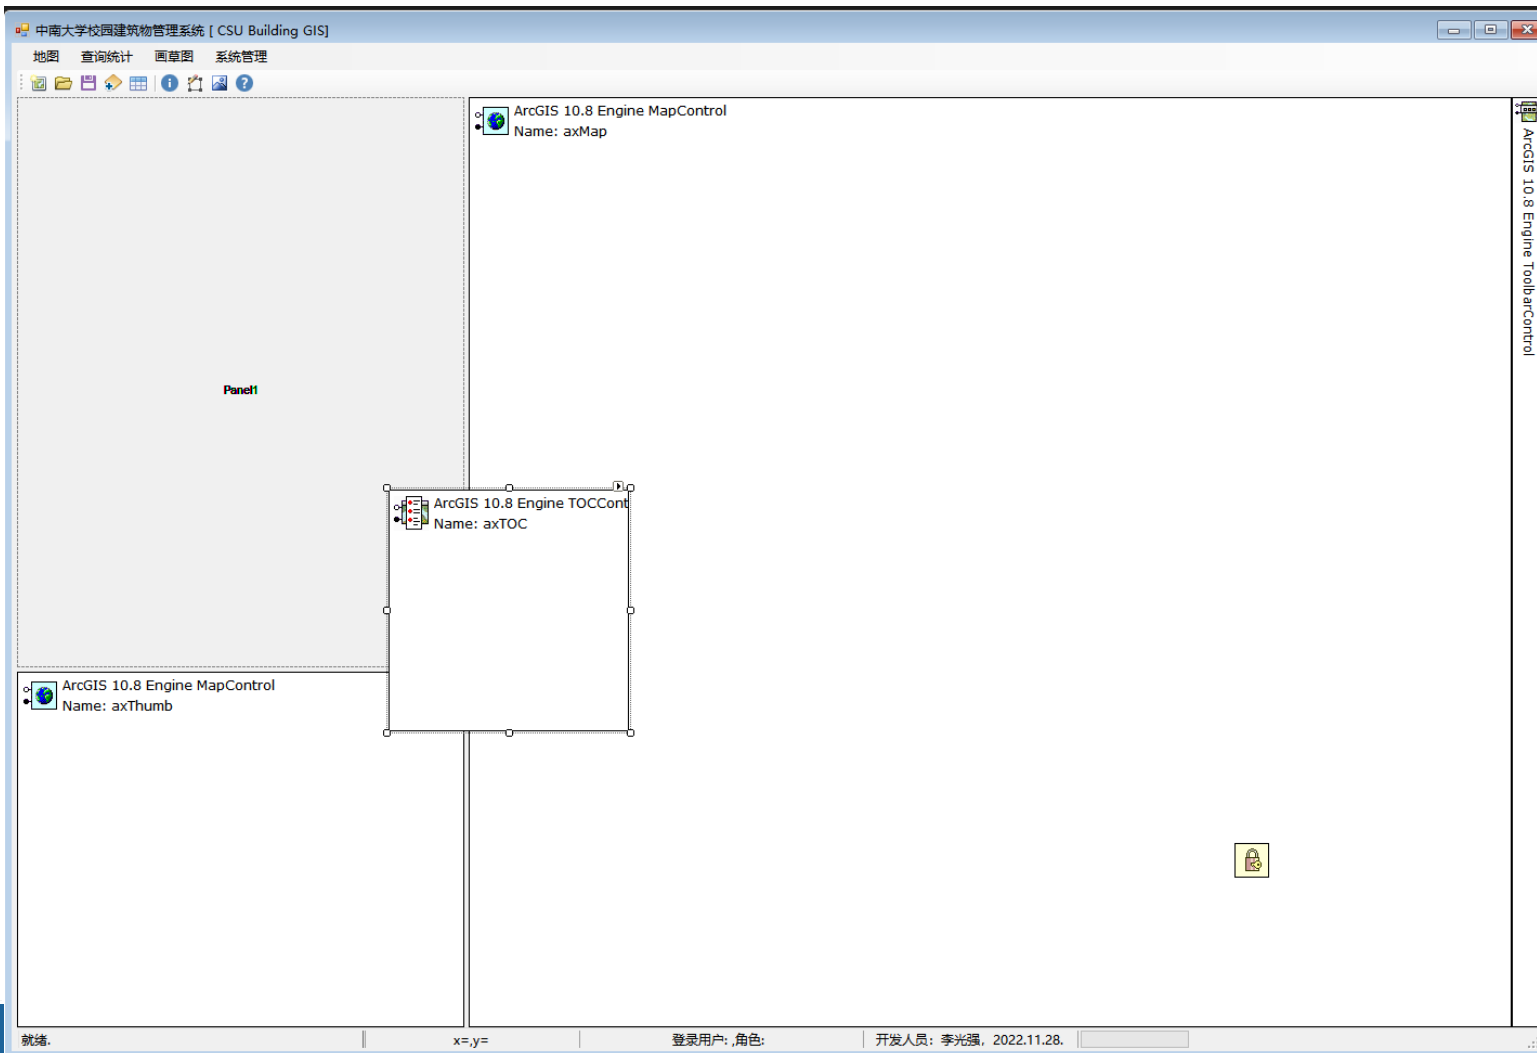 中南大学校园建筑物管理系统 [ CSU Building GIS]
地图 查询统计 画草图 系统管理
ArcGIS 10.8 Engine MapControl
Name: axMap
ArcGIS 10.8 Engine ToolbarControl
Panel1
ArcGIS 10.8 Engine TOCCont
Name: axTOC
ArcGIS 10.8 Engine MapControl
Name: axThumb
就绪. x=,y= 登录用户: ,角色: 开发人员：李光强，2022.11.28.